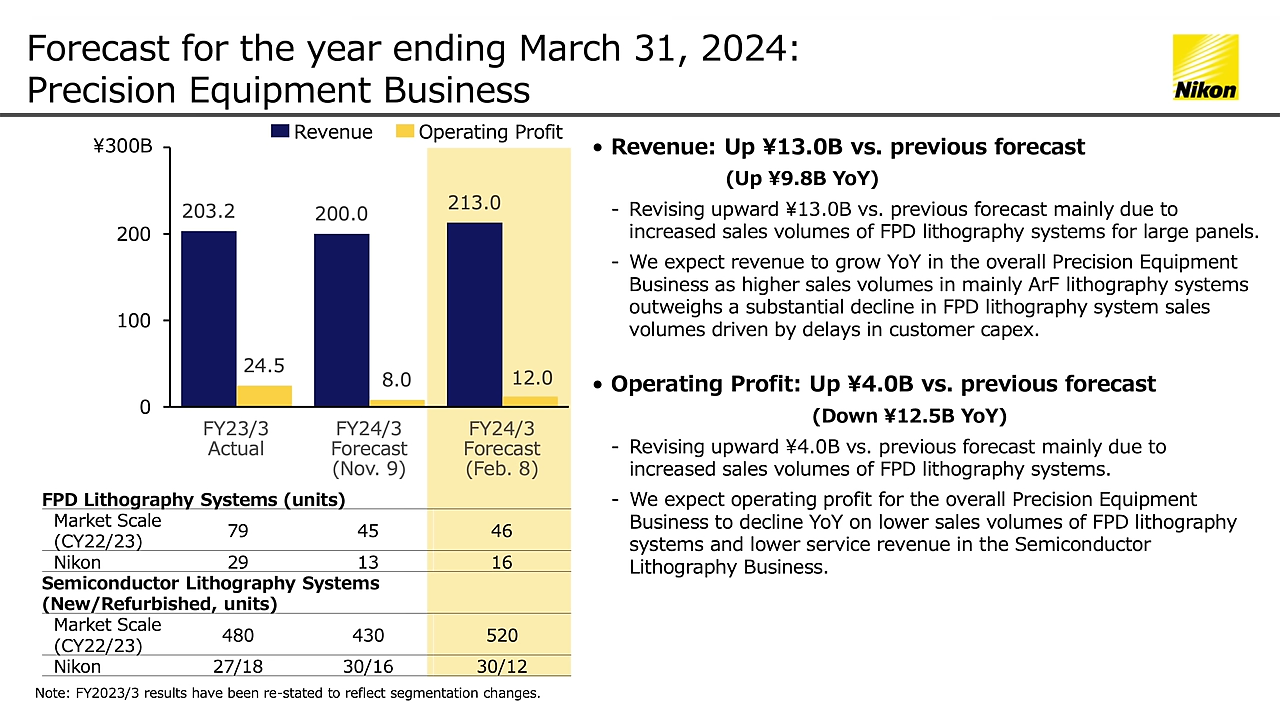 Forecast for the year ending March 31, 2024:
Precision Equipment Business
Nikon
Revenue
Operating Profit
¥300B
200
100
0
203.2
24.5
200.0
8.0
213.0
12.0
FY23/3
Actual
FY24/3
Forecast
(Nov. 9)
FY24/3
Forecast
(Feb. 8)
FPD Lithography Systems (units)
Market Scale
(CY22/23)
79
45
46
Nikon
29
13
16
Semiconductor Lithography Systems
(New/Refurbished, units)
Market Scale
(CY22/23)
480
430
520
Nikon
27/18
30/16
30/12
Note: FY2023/3 results have been re-stated to reflect segmentation changes.
• Revenue: Up ¥13.0B vs. previous forecast
(Up ¥9.8B YoY)
- Revising upward ¥13.0B vs. previous forecast mainly due to
increased sales volumes of FPD lithography systems for large panels.
- We expect revenue to grow YoY in the overall Precision Equipment
Business as higher sales volumes in mainly ArF lithography systems
outweighs a substantial decline in FPD lithography system sales
volumes driven by delays in customer capex.
• Operating Profit: Up ¥4.0B vs. previous forecast
(Down ¥12.5B YoY)
- Revising upward ¥4.0B vs. previous forecast mainly due to
increased sales volumes of FPD lithography systems.
- We expect operating profit for the overall Precision Equipment
Business to decline YoY on lower sales volumes of FPD lithography
systems and lower service revenue in the Semiconductor
Lithography Business.